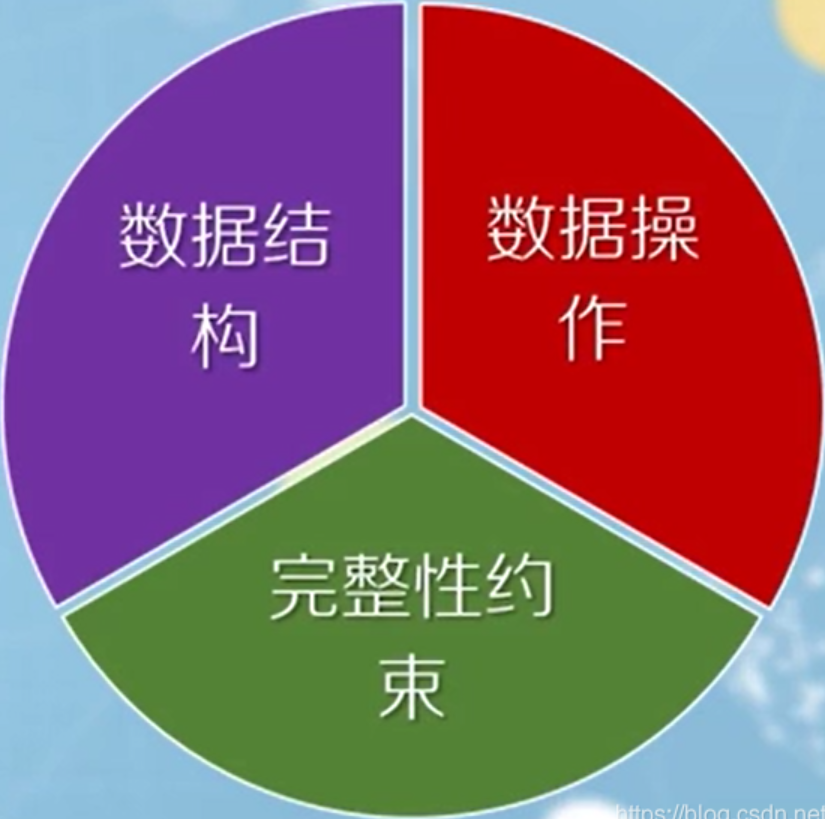 数据结
构
数据操
作
完整性约
束
https://blog.csdn.net